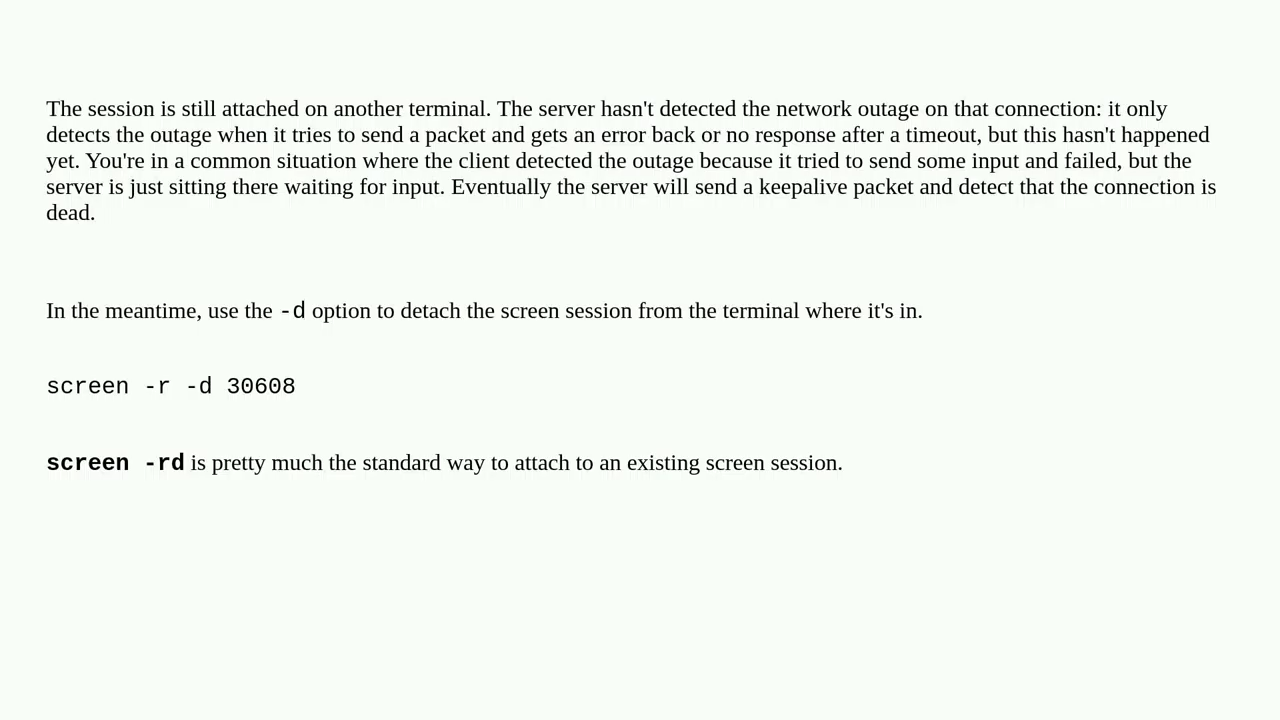 The session is still attached on another terminal. The server hasn't detected the network outage on that connection: it only
detects the outage when it tries to send a packet and gets an error back or no response after a timeout, but this hasn't happened
yet. You're in a common situation where the client detected the outage because it tried to send some input and failed, but the
server is just sitting there waiting for input. Eventually the server will send a keepalive packet and detect that the connection is
dead.
In the meantime, use the -d option to detach the screen session from the terminal where it's in.
screen -r -d 30608
screen -rd is pretty much the standard way to attach to an existing screen session.